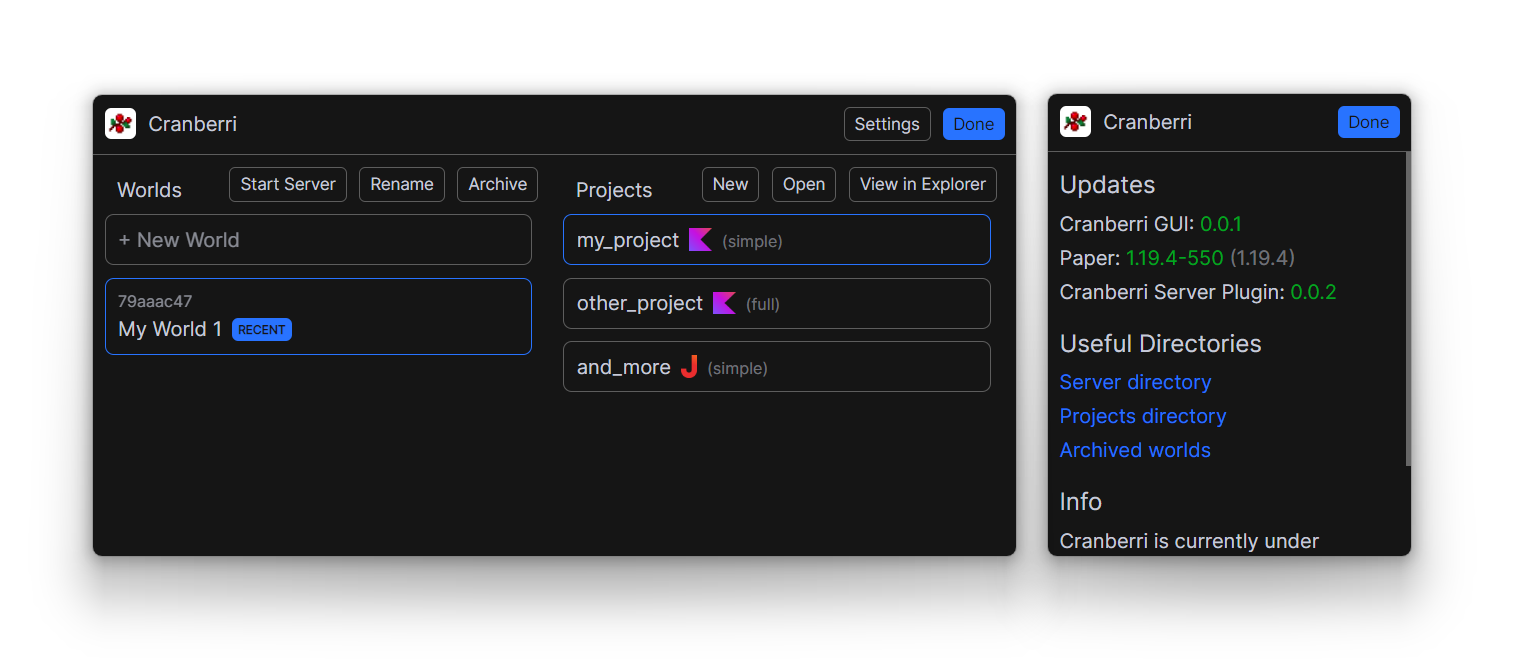 Cranberri
Settings
Done
Worlds
Start Server
Rename
Archive
+ New World
79aaac47
My World 1 RECENT
Projects
New
Open
View in Explorer
my_project (simple)
other_project (full)
and_more (simple)
Cranberri
Done
Updates
Cranberri GUI: 0.0.1
Paper: 1.19.4-550 (1.19.4)
Cranberri Server Plugin: 0.0.2
Useful Directories
Server directory
Projects directory
Archived worlds
Info
Cranberri is currently under